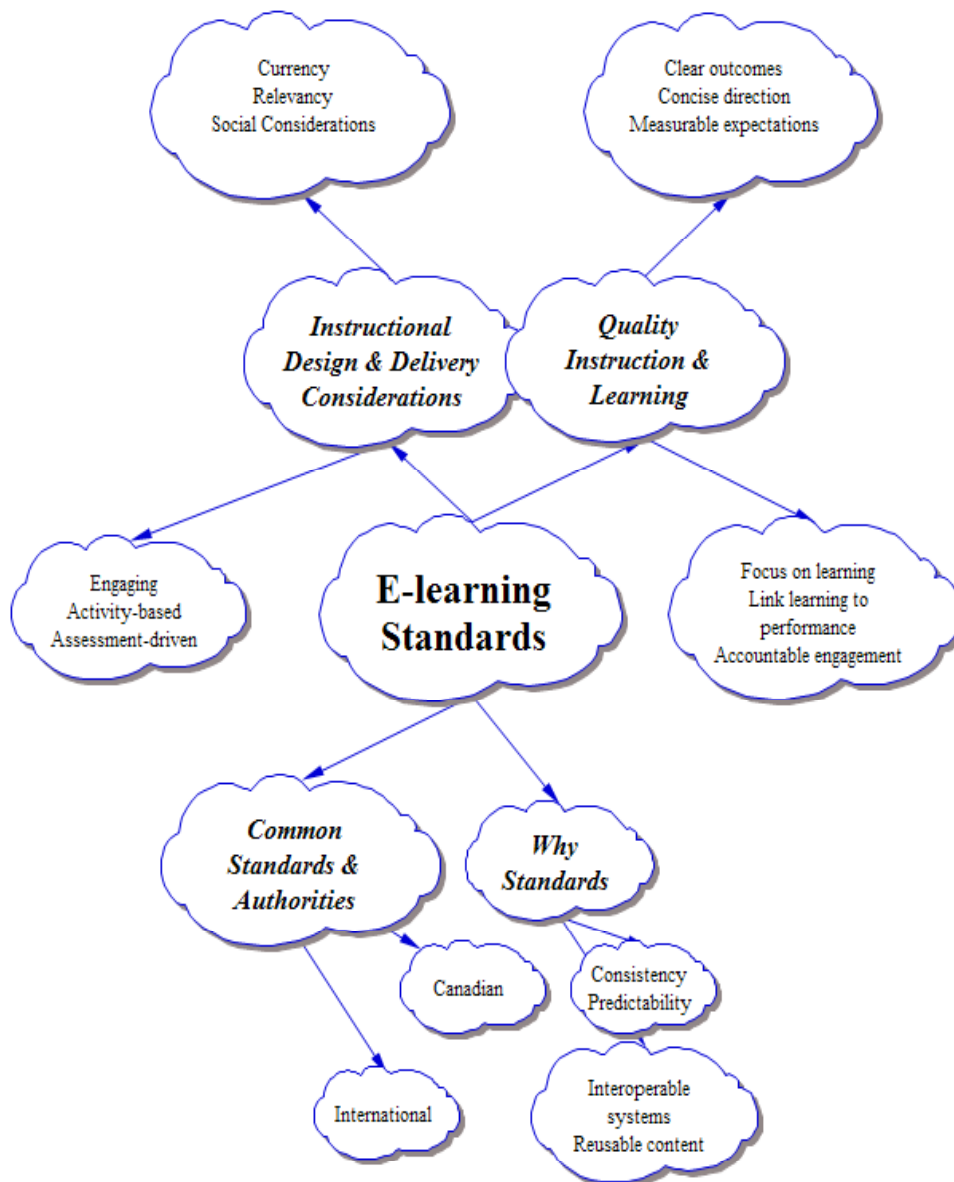 Currency
Relevancy
Social Considerations
Clear outcomes
Concise direction
Measurable expectations
Instructional
Design & Delivery
Considerations
Quality
Instruction &
Learning
Engaging
Activity-based
Assessment-driven
E-learning
Standards
Focus on learning
Link learning to
performance
Accountable engagement
Common
Standards &
Authorities
Why
Standards
Canadian
Consistency
Predictability
International
Interoperable
systems
Reusable content